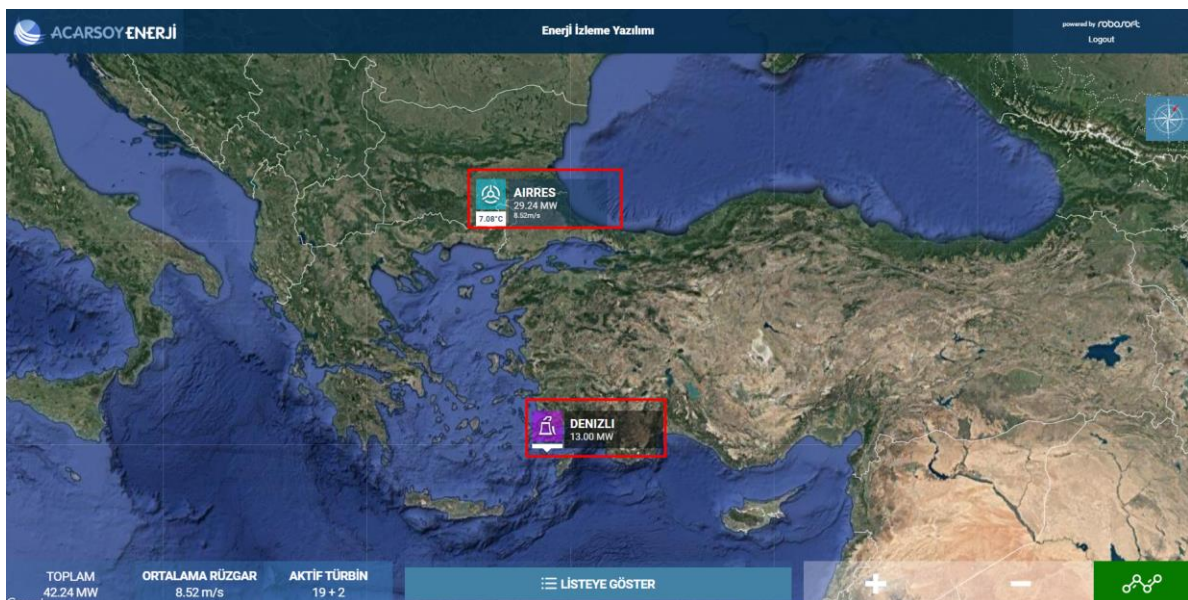 ACARSOY ENERJİ
Enerji İzleme Yazılımı
powered by robosoft
Logout
AIRRES
29.24 MW
8.52m/s
7.08°C
DENIZLI
13.00 MW
TOPLAM
42.24 MW
ORTALAMA RÜZGAR
8.52 m/s
AKTİF TÜRBİN
19 + 2
LİSTEYE GÖSTER
+
−